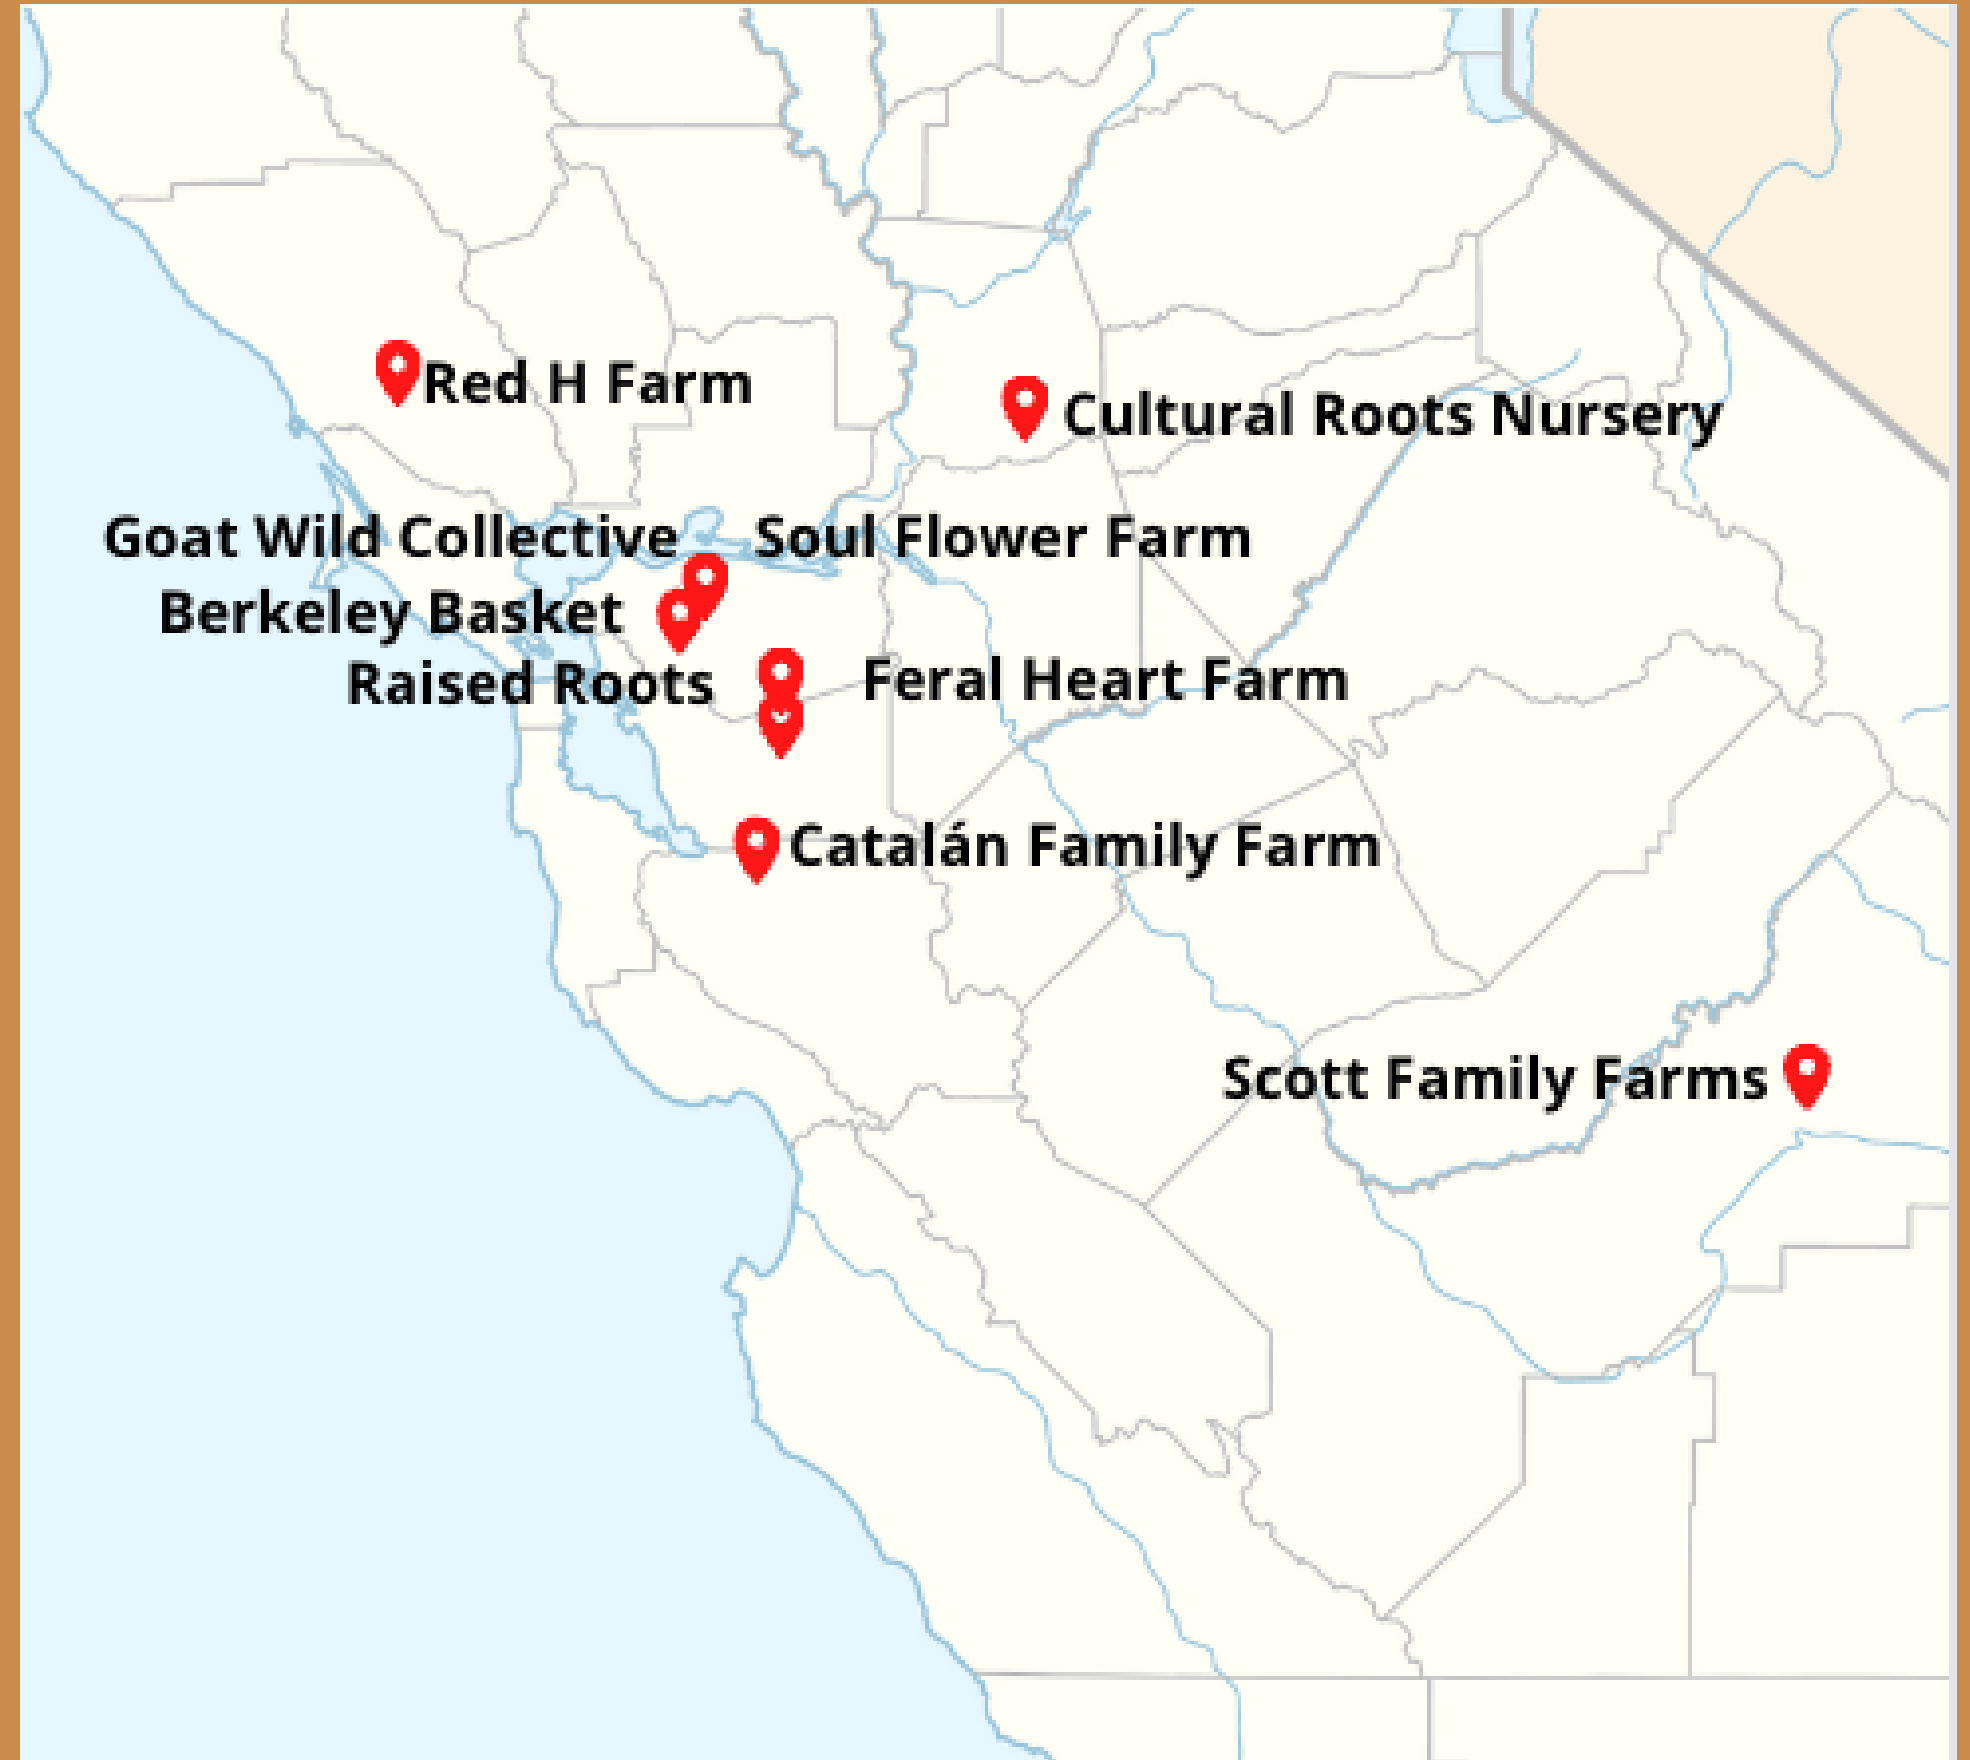 Red H Farm
Cultural Roots Nursery
Goat Wild Collective
Soul Flower Farm
Berkeley Basket
Raised Roots
Feral Heart Farm
Catalán Family Farm
Scott Family Farms